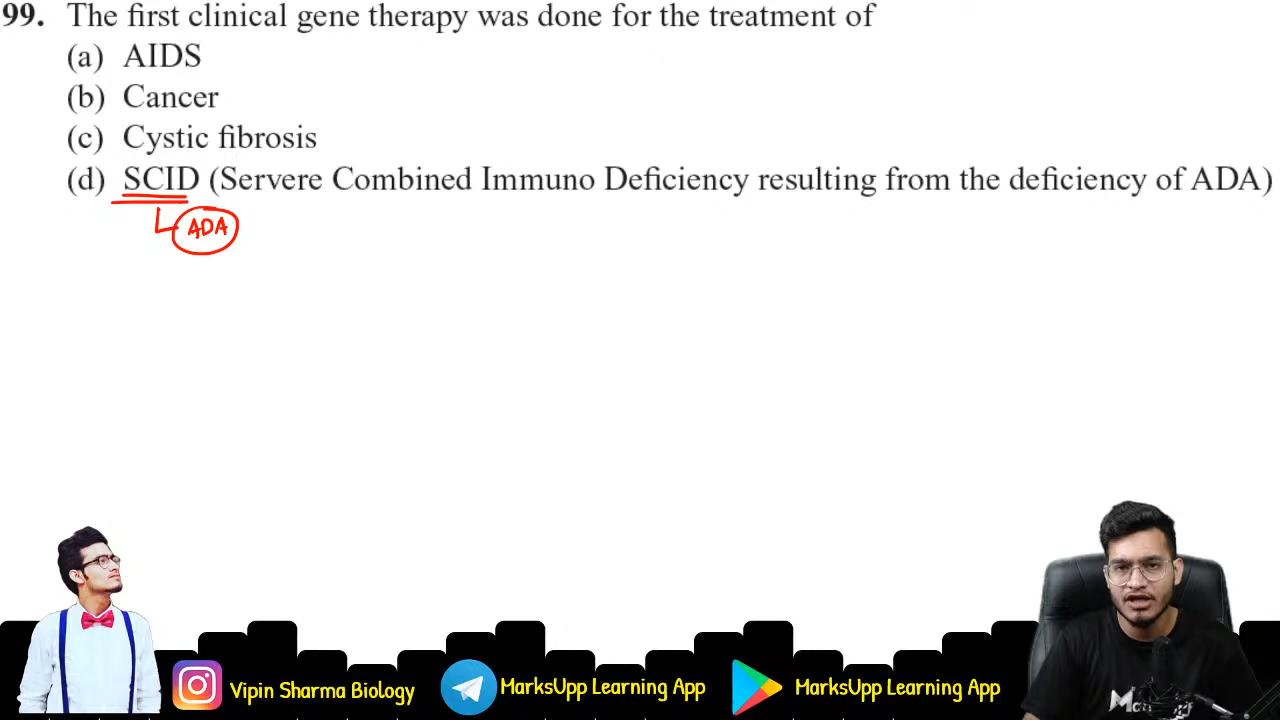 99. The first clinical gene therapy was done for the treatment of
(a) AIDS
(b) Cancer
(c) Cystic fibrosis
(d) SCID (Servere Combined Immuno Deficiency resulting from the deficiency of ADA)
ADA
Vipin Sharma Biology
MarksUpp Learning App
MarksUpp Learning App